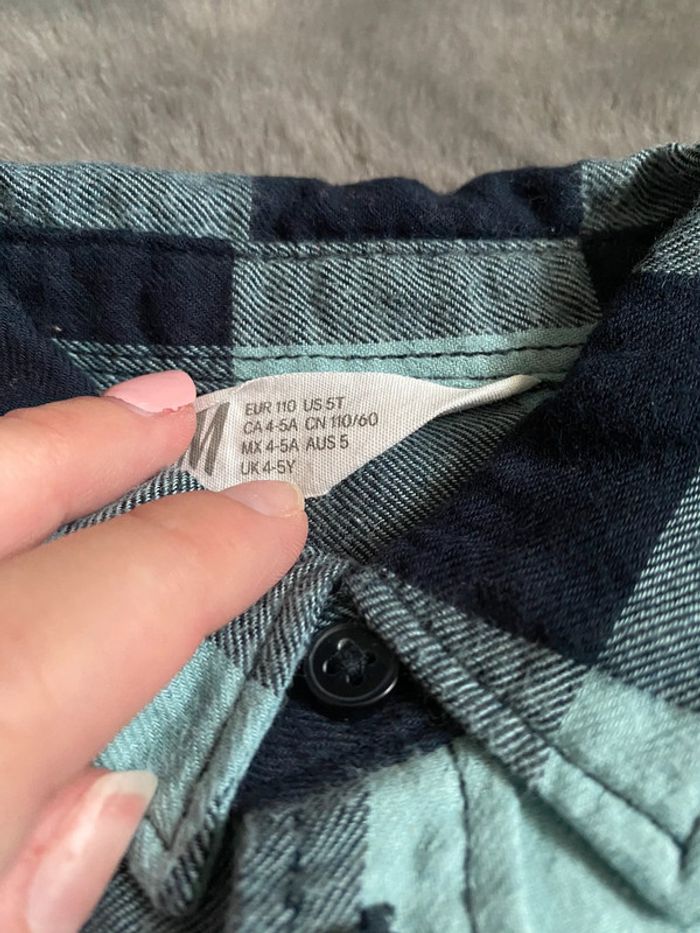 EUR 110 US 5T
CA 4-5A CN 110/60
MX 4-5A AUS 5
UK 4-5Y